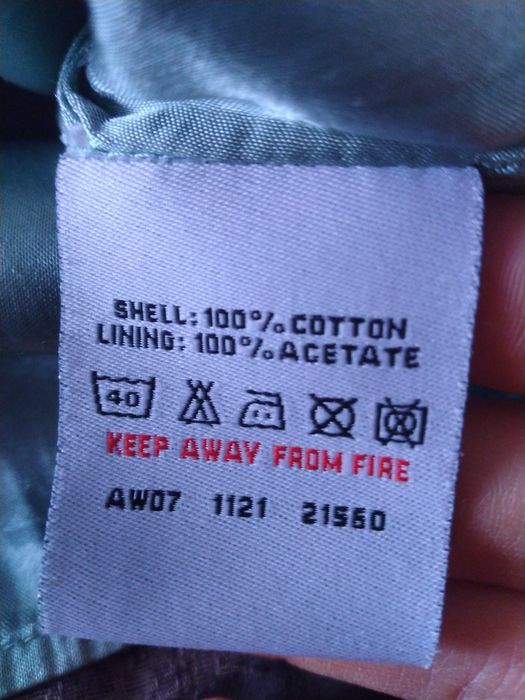 SHELL: 100% COTTON
LINING: 100% ACETATE
40
KEEP AWAY FROM FIRE
AW07 1121 21560